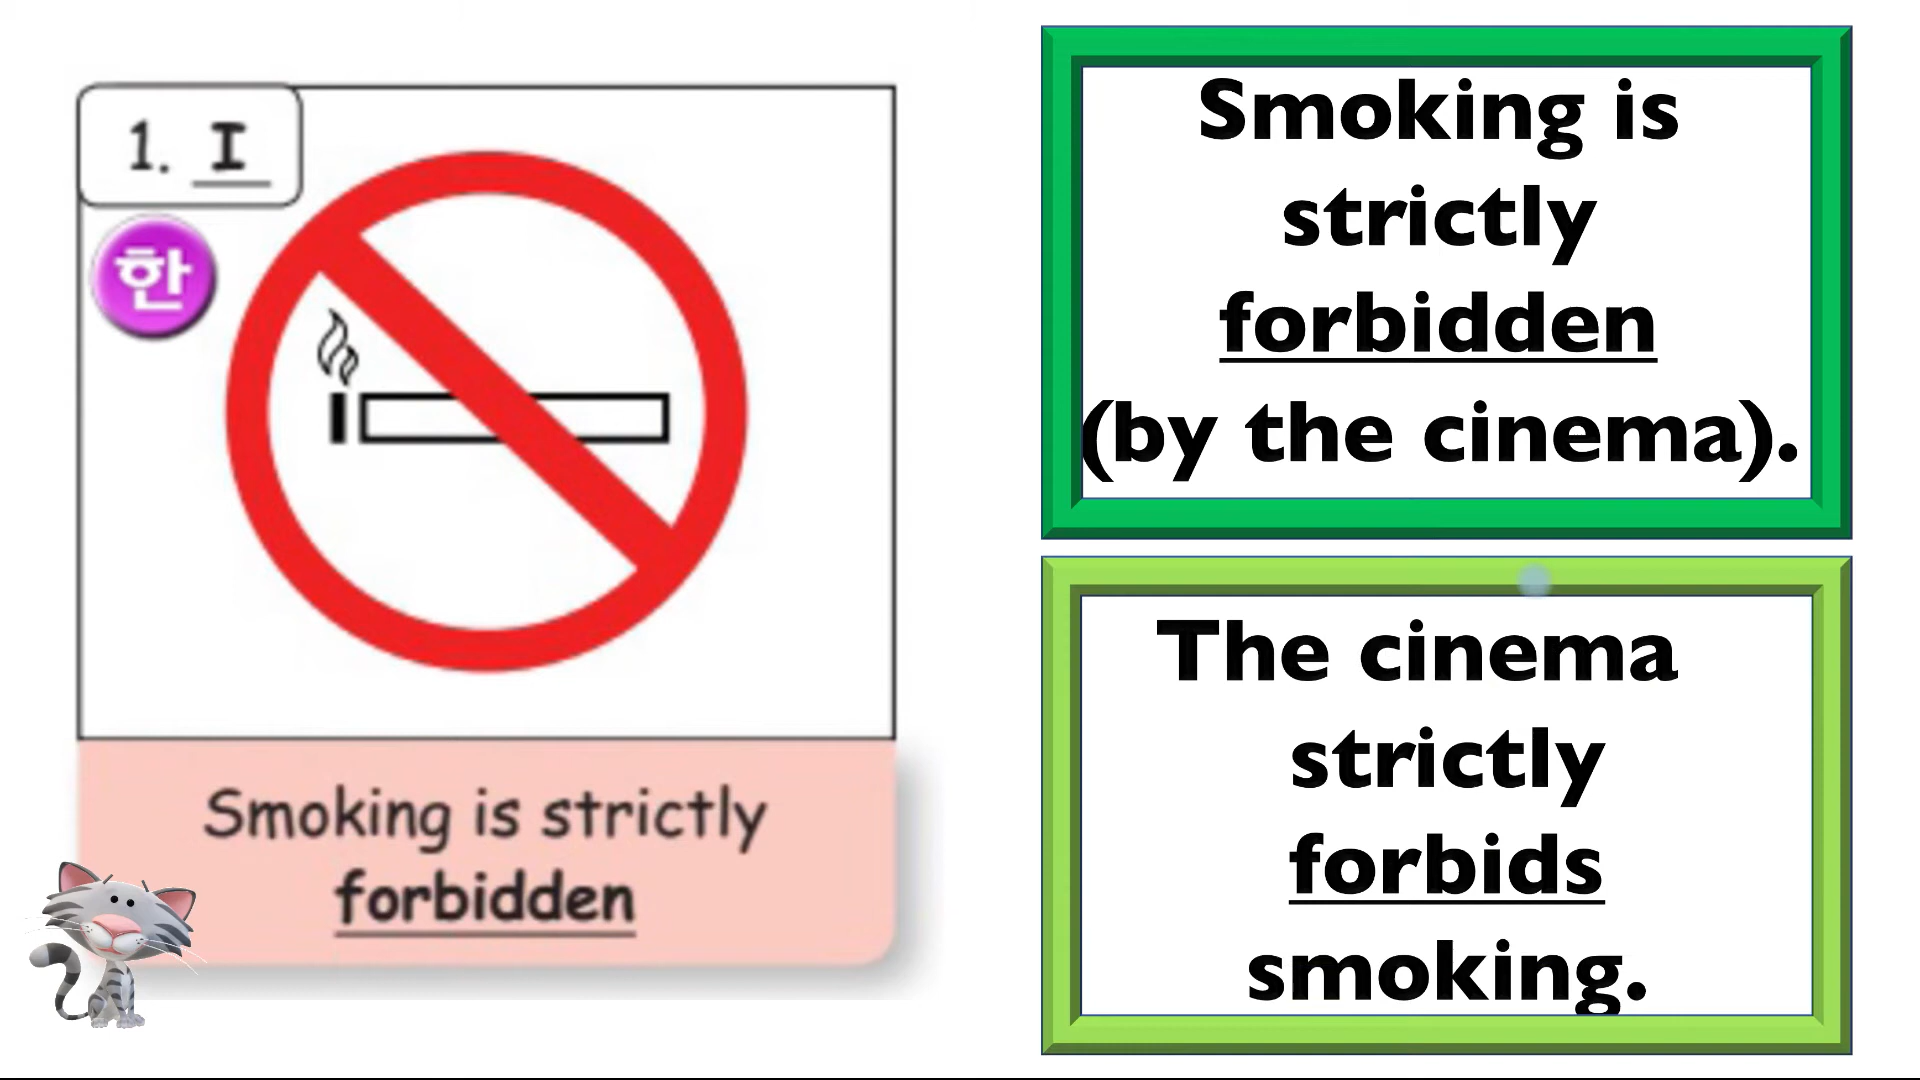 1. I
한
Smoking is strictly
forbidden
Smoking is
strictly
forbidden
(by the cinema).
The cinema
strictly
forbids
smoking.